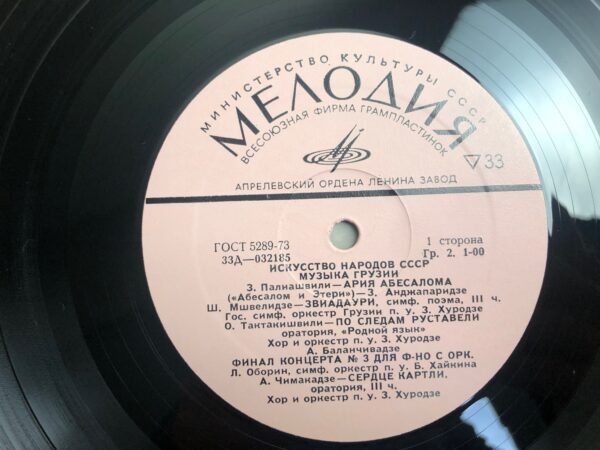 МИНИСТЕРСТВО КУЛЬТУРЫ СССР
МЕЛОДИЯ
ВСЕСОЮЗНАЯ ФИРМА ГРАМПЛАСТИНОК
▽33
АПРЕЛЕВСКИЙ ОРДЕНА ЛЕНИНА ЗАВОД
ГОСТ 5289-73
1 сторона
33Д—032185
Гр. 2. 1-00
ИСКУССТВО НАРОДОВ СССР
МУЗЫКА ГРУЗИИ
З. Палиашвили—АРИЯ АБЕСАЛОМА
(«Абесалом и Этери»)—З. Анджапаридзе
Ш. Мшвелидзе—ЗВИАДАУРИ, симф. поэма, III ч.
Гос. симф. оркестр Грузии п. у. З. Хуродзе
О. Тактакишвили—ПО СЛЕДАМ РУСТАВЕЛИ
оратория, «Родной язык»
Хор и оркестр п. у. З. Хуродзе
А. Баланчивадзе
ФИНАЛ КОНЦЕРТА № 3 ДЛЯ Ф-НО С ОРК.
Л. Оборин, симф. оркестр п. у. Б. Хайкина
А. Чимакадзе—СЕРДЦЕ КАРТЛИ,
оратория, III ч.
Хор и оркестр п. у. З. Хуродзе